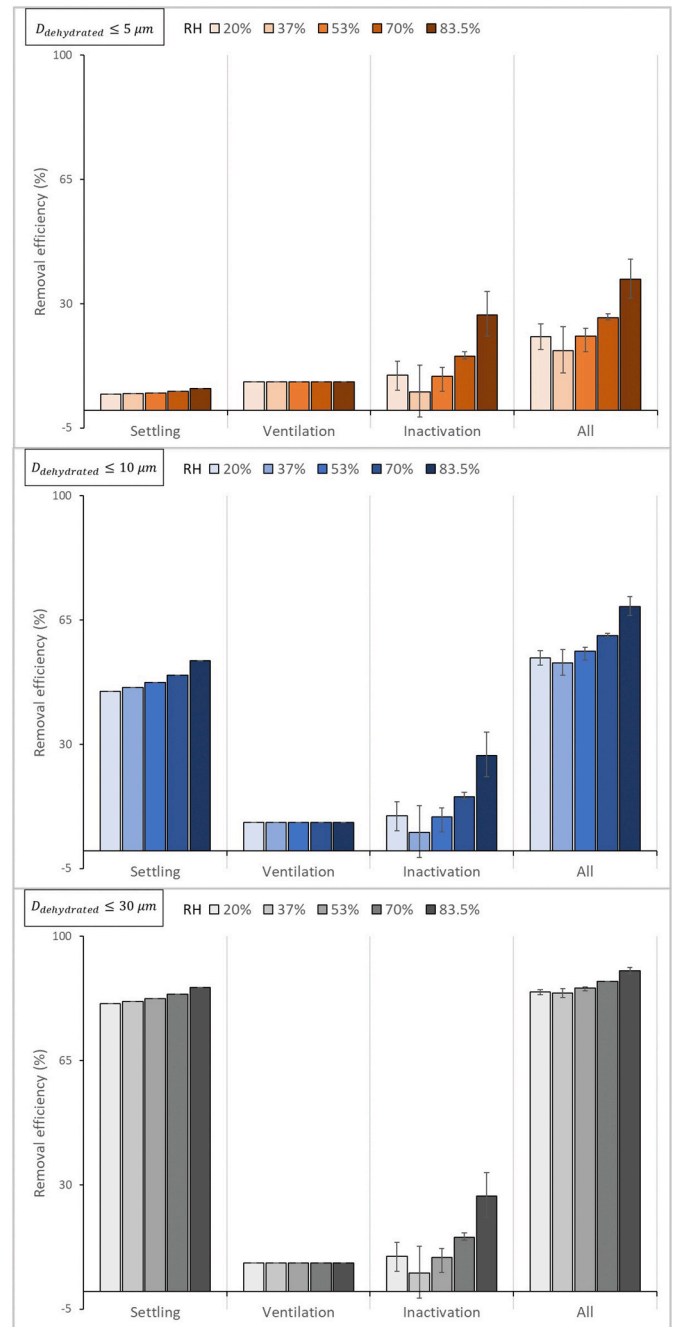 D_dehydrated ≤ 5 μm RH 20% 37% 53% 70% 83.5%
100
65
30
-5
Removal efficiency (%)
Settling Ventilation Inactivation All
D_dehydrated ≤ 10 μm RH 20% 37% 53% 70% 83.5%
100
65
30
-5
Removal efficiency (%)
Settling Ventilation Inactivation All
D_dehydrated ≤ 30 μm RH 20% 37% 53% 70% 83.5%
100
65
30
-5
Removal efficiency (%)
Settling Ventilation Inactivation All